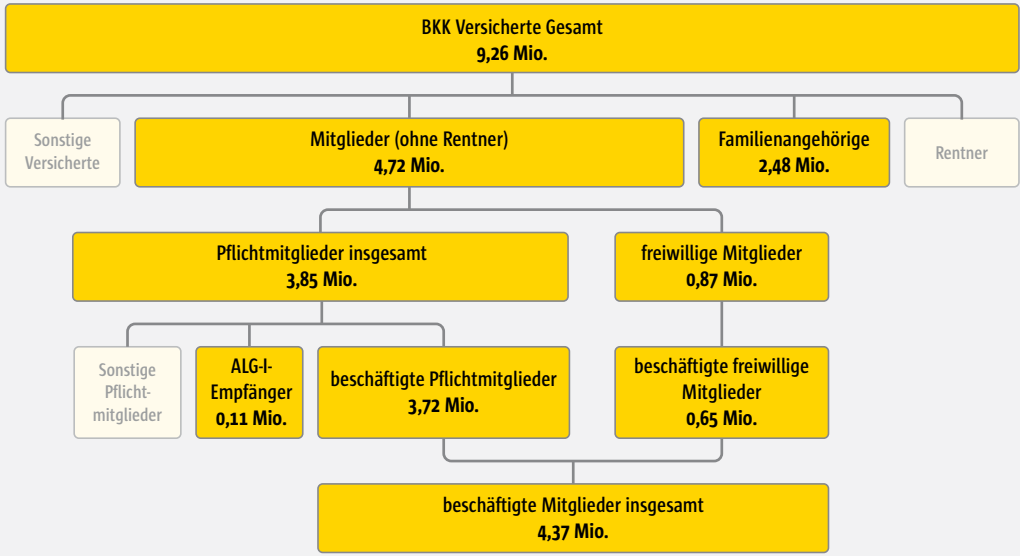 BKK Versicherte Gesamt
9,26 Mio.
Sonstige
Versicherte
Mitglieder (ohne Rentner)
4,72 Mio.
Familienangehörige
2,48 Mio.
Rentner
Pflichtmitglieder insgesamt
3,85 Mio.
freiwillige Mitglieder
0,87 Mio.
Sonstige
Pflicht-
mitglieder
ALG-I-
Empfänger
0,11 Mio.
beschäftigte Pflichtmitglieder
3,72 Mio.
beschäftigte freiwillige
Mitglieder
0,65 Mio.
beschäftigte Mitglieder insgesamt
4,37 Mio.